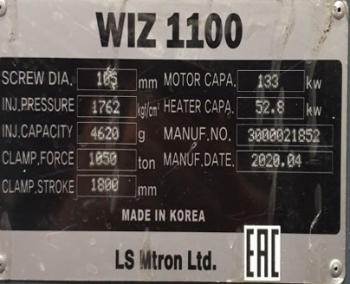 WIZ 1100
SCREW DIA. 105 mm MOTOR CAPA. 133 kw
INJ.PRESSURE 1762 kgf/cm² HEATER CAPA. 52.8 kw
INJ.CAPACITY 4620 g MANUF.NO. 3000021852
CLAMP.FORCE 1050 ton MANUF.DATE. 2020.04
CLAMP.STROKE 1800 mm
MADE IN KOREA
LS Mtron Ltd. EAC